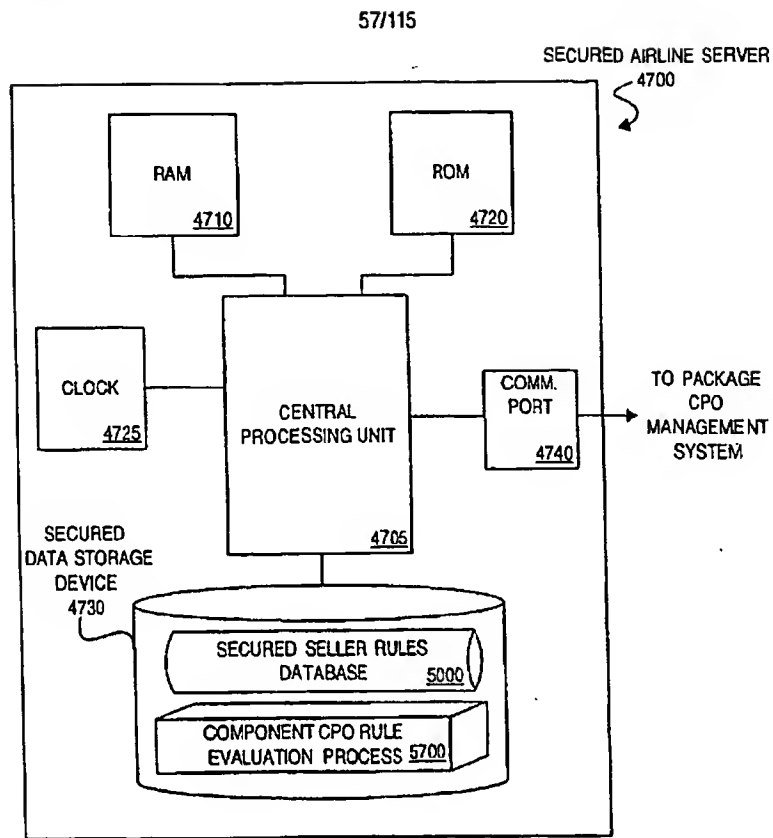 57/115
SECURED AIRLINE SERVER
4700
RAM
4710
ROM
4720
CLOCK
4725
CENTRAL
PROCESSING UNIT
4705
COMM.
PORT
4740
TO PACKAGE
CPO
MANAGEMENT
SYSTEM
SECURED
DATA STORAGE
DEVICE
4730
SECURED SELLER RULES
DATABASE 5000
COMPONENT CPO RULE
EVALUATION PROCESS 5700